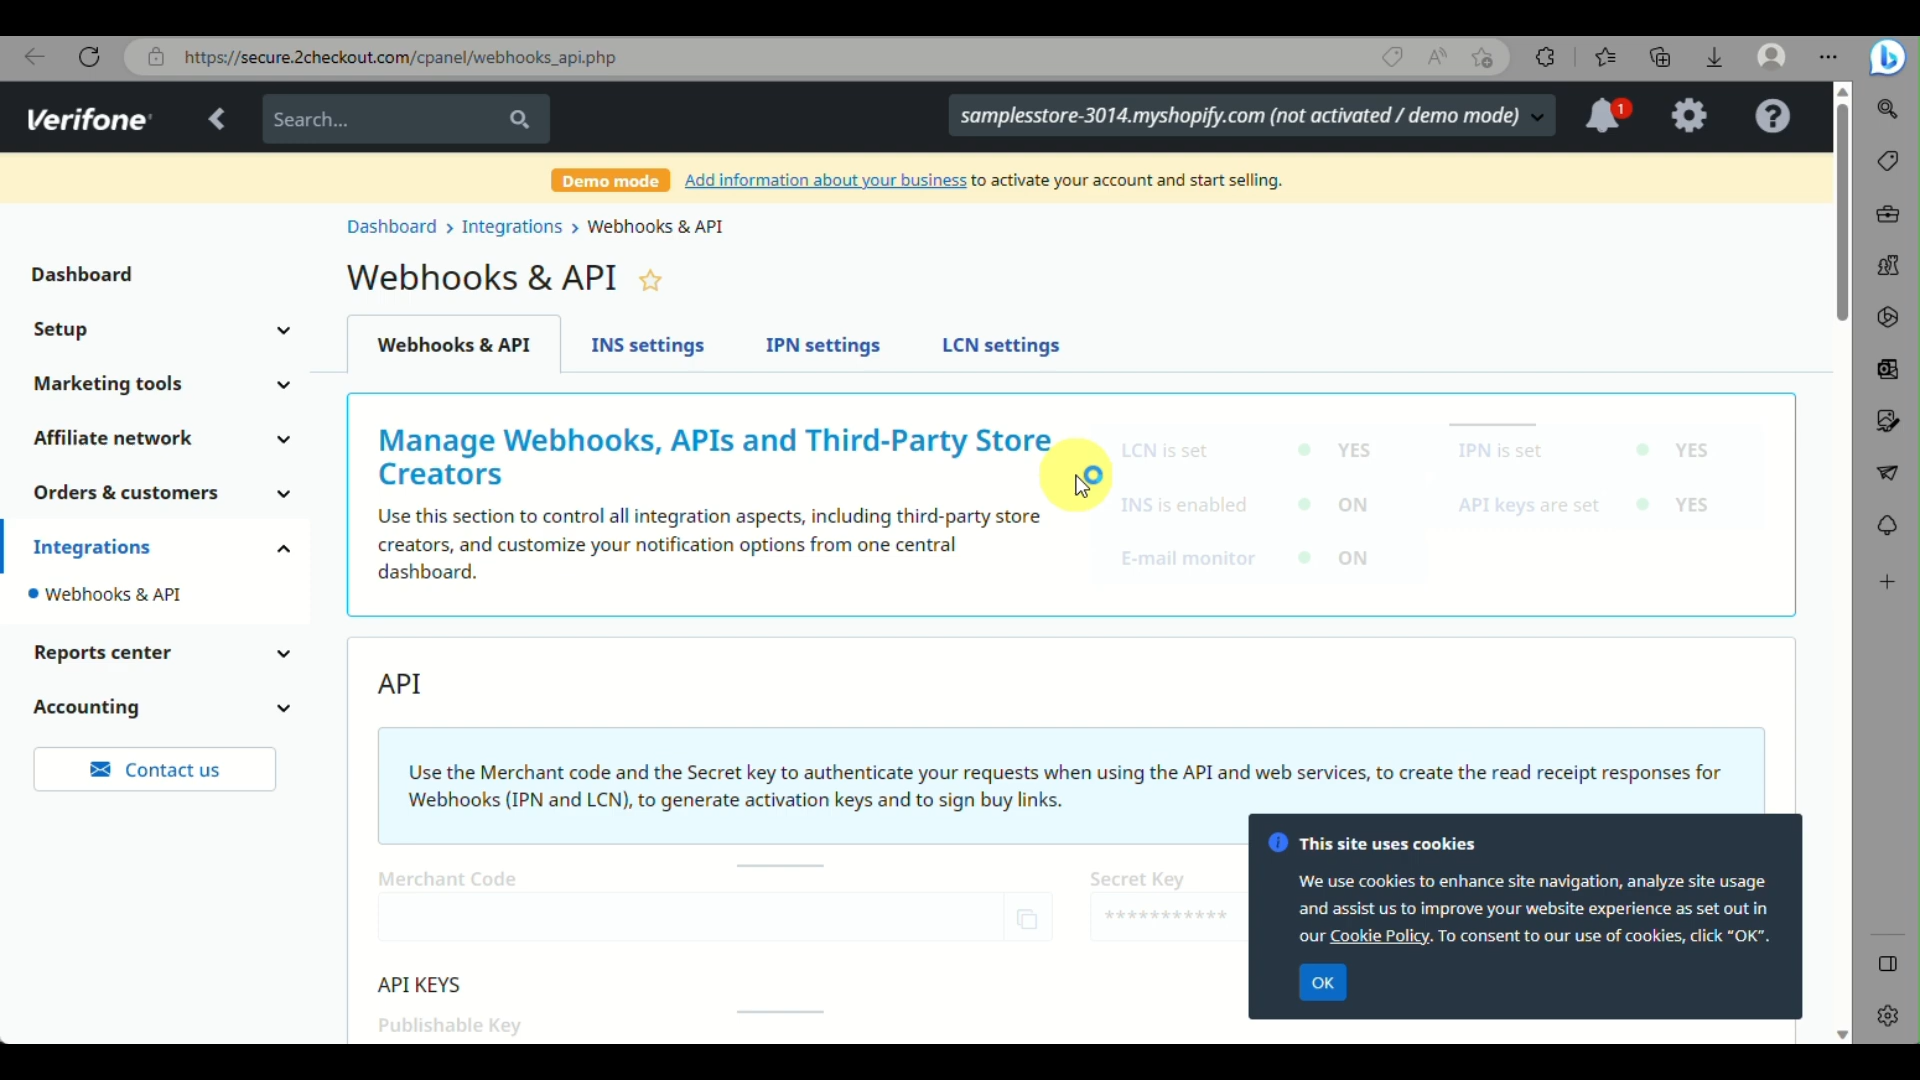 https://secure.2checkout.com/cpanel/webhooks_api.php
Verifone
Search...
samplesstore-3014.myshopify.com (not activated / demo mode)
1
Demo mode
Add information about your business to activate your account and start selling.
Dashboard > Integrations > Webhooks & API
Dashboard
Setup
Marketing tools
Affiliate network
Orders & customers
Integrations
Webhooks & API
Reports center
Accounting
Contact us
Webhooks & API
Webhooks & API
INS settings
IPN settings
LCN settings
Manage Webhooks, APIs and Third-Party Store
Creators
Use this section to control all integration aspects, including third-party store
creators, and customize your notification options from one central
dashboard.
LCN is set YES
IPN is set YES
INS is enabled ON
API keys are set YES
E-mail monitor ON
API
Use the Merchant code and the Secret key to authenticate your requests when using the API and web services, to create the read receipt responses for
Webhooks (IPN and LCN), to generate activation keys and to sign buy links.
Merchant Code
Secret Key
***********
API KEYS
Publishable Key
This site uses cookies
We use cookies to enhance site navigation, analyze site usage
and assist us to improve your website experience as set out in
our Cookie Policy. To consent to our use of cookies, click “OK”.
OK